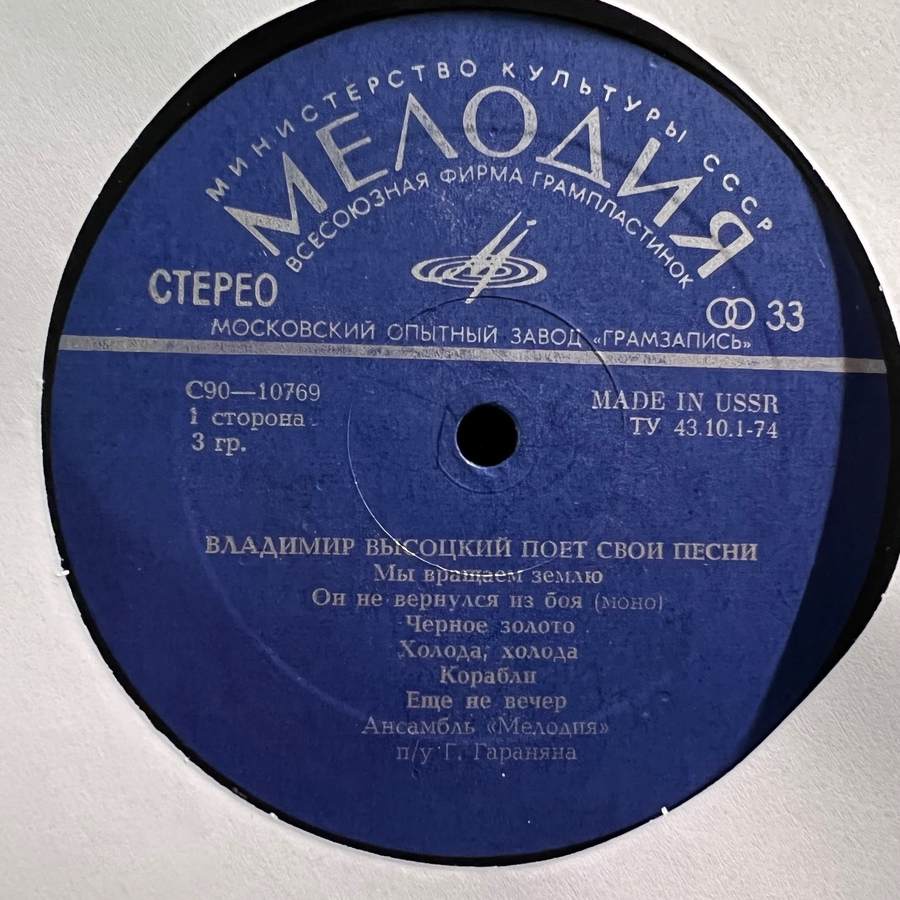 МИНИСТЕРСТВО КУЛЬТУРЫ СССР
МЕЛОДИЯ
ВСЕСОЮЗНАЯ ФИРМА ГРАМПЛАСТИНОК
СТЕРЕО
33
МОСКОВСКИЙ ОПЫТНЫЙ ЗАВОД «ГРАМЗАПИСЬ»
С90—10769
MADE IN USSR
1 сторона
ТУ 43.10.1-74
3 гр.
ВЛАДИМИР ВЫСОЦКИЙ ПОЕТ СВОИ ПЕСНИ
Мы вращаем землю
Он не вернулся из боя (моно)
Черное золото
Холода, холода
Корабли
Еще не вечер
Ансамбль «Мелодия»
п/у Г. Гараняна